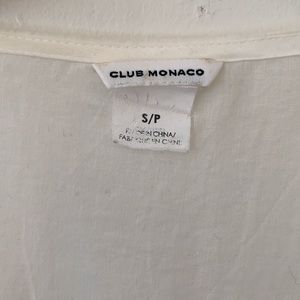 CLUB MONACO
S/P
MADE IN CHINA/
FABRIQUÉ EN CHINE